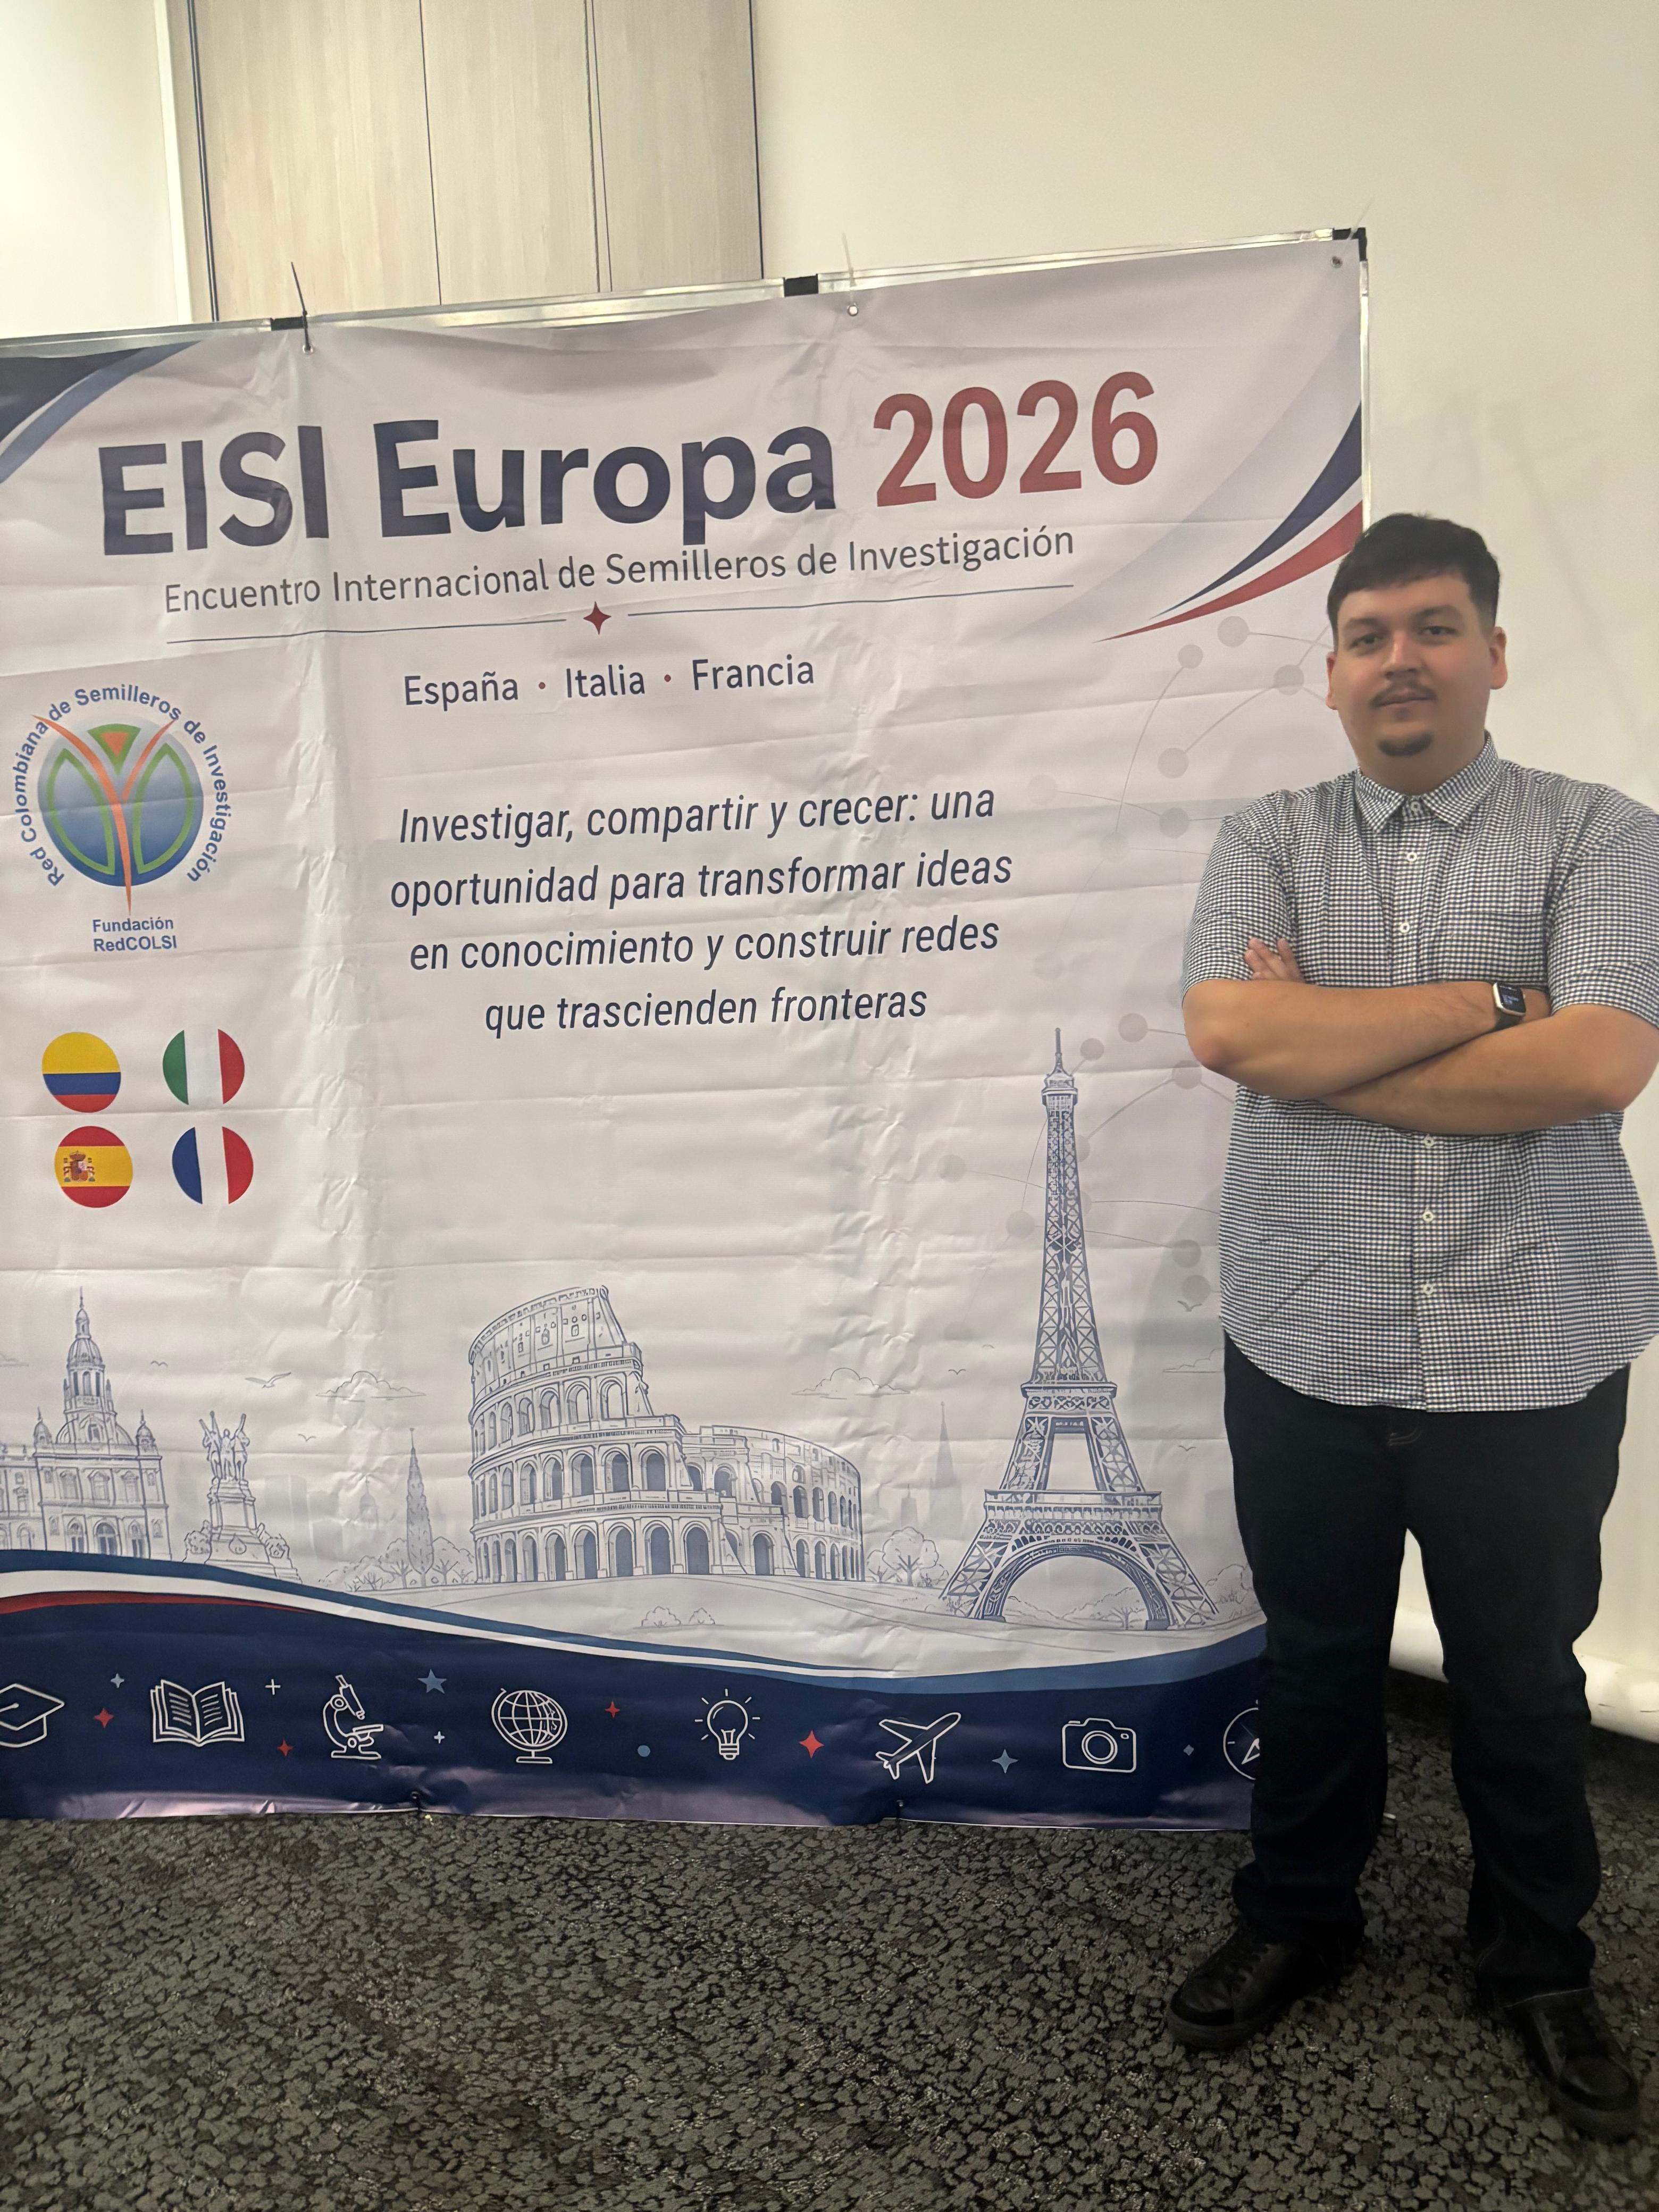 EISI Europa 2026
Encuentro Internacional de Semilleros de Investigación
España · Italia · Francia
Red Colombiana de Semilleros de Investigación
Fundación
RedCOLSI
Investigar, compartir y crecer: una
oportunidad para transformar ideas
en conocimiento y construir redes
que trascienden fronteras